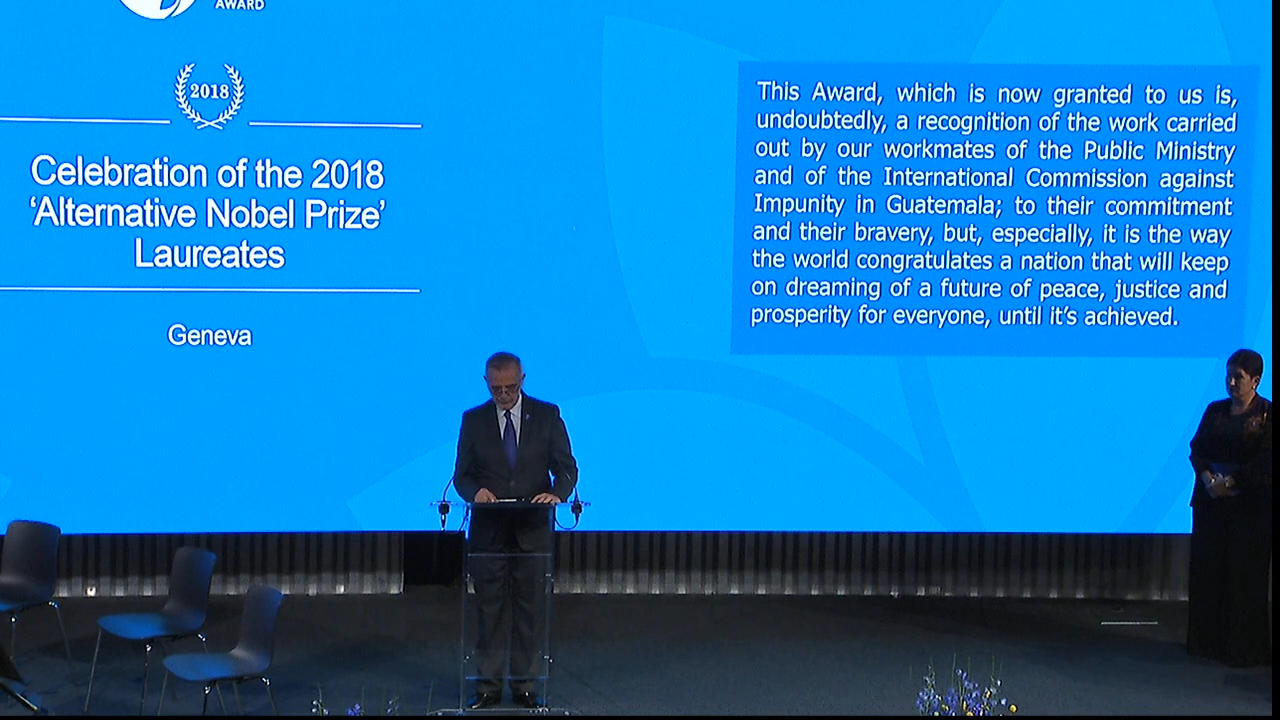 AWARD
2018
Celebration of the 2018
‘Alternative Nobel Prize’
Laureates
Geneva
This Award, which is now granted to us is,
undoubtedly, a recognition of the work carried
out by our workmates of the Public Ministry
and of the International Commission against
Impunity in Guatemala; to their commitment
and their bravery, but, especially, it is the way
the world congratulates a nation that will keep
on dreaming of a future of peace, justice and
prosperity for everyone, until it’s achieved.